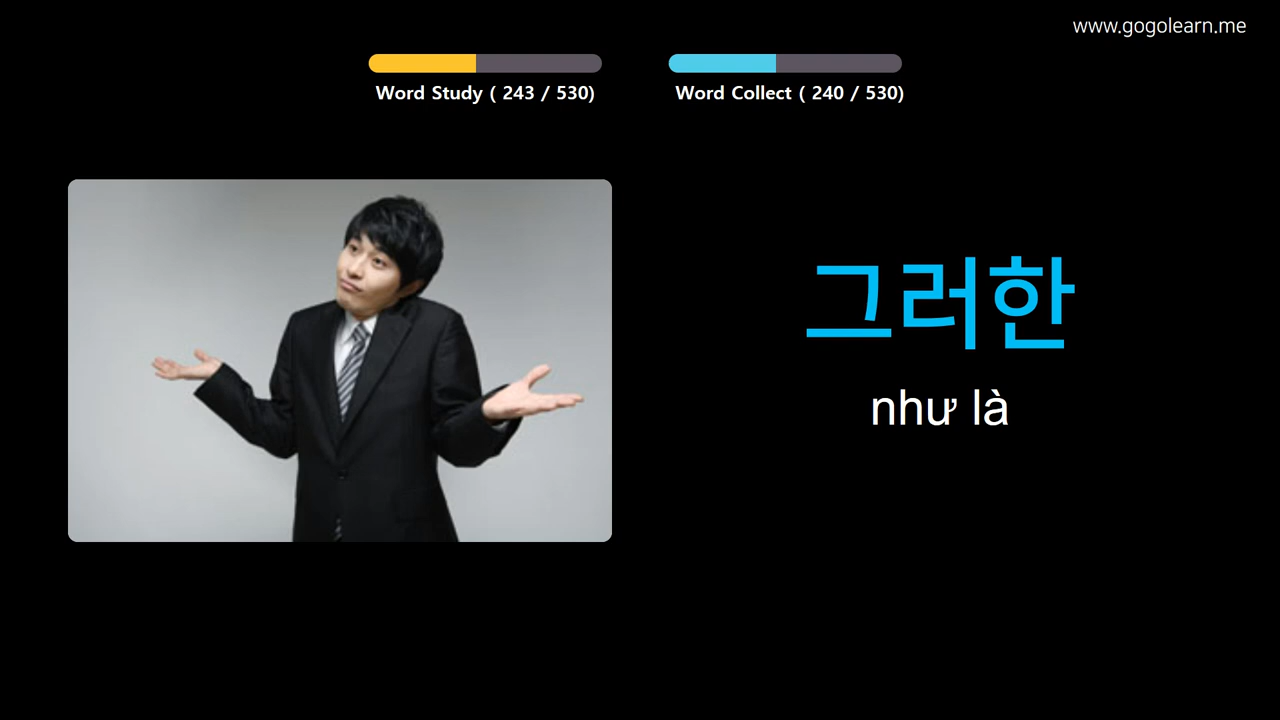 www.gogolearn.me
Word Study ( 243 / 530)
Word Collect ( 240 / 530)
그러한
như là